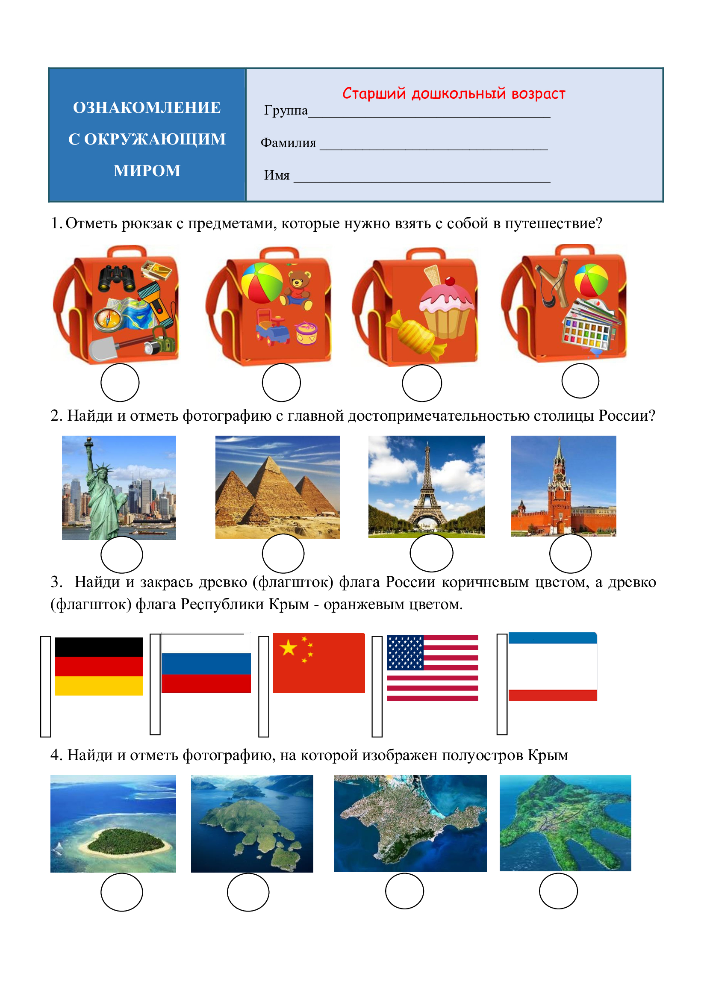 ОЗНАКОМЛЕНИЕ
С ОКРУЖАЮЩИМ
МИРОМ
Старший дошкольный возраст
Группа__________________________________
Фамилия ________________________________
Имя ____________________________________
1. Отметь рюкзак с предметами, которые нужно взять с собой в путешествие?
2. Найди и отметь фотографию с главной достопримечательностью столицы России?
3. Найди и закрась древко (флагшток) флага России коричневым цветом, а древко
(флагшток) флага Республики Крым - оранжевым цветом.
4. Найди и отметь фотографию, на которой изображен полуостров Крым